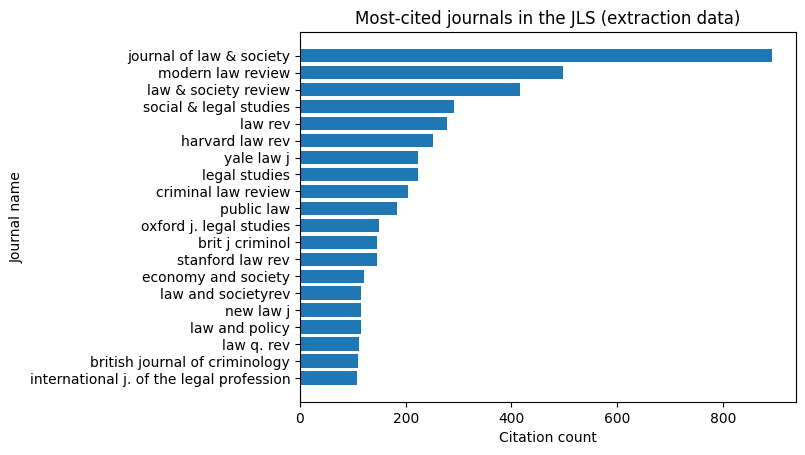 Most-cited journals in the JLS (extraction data)
journal of law & society
modern law review
law & society review
social & legal studies
law rev
harvard law rev
yale law j
legal studies
criminal law review
public law
oxford j. legal studies
brit j criminol
stanford law rev
economy and society
law and societyrev
new law j
law and policy
law q. rev
british journal of criminology
international j. of the legal profession
Journal name
0 200 400 600 800
Citation count